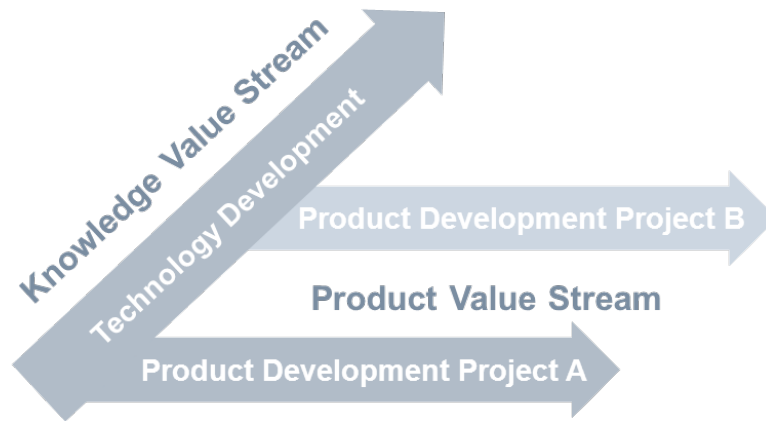 Knowledge Value Stream
Technology Development
Product Development Project B
Product Value Stream
Product Development Project A